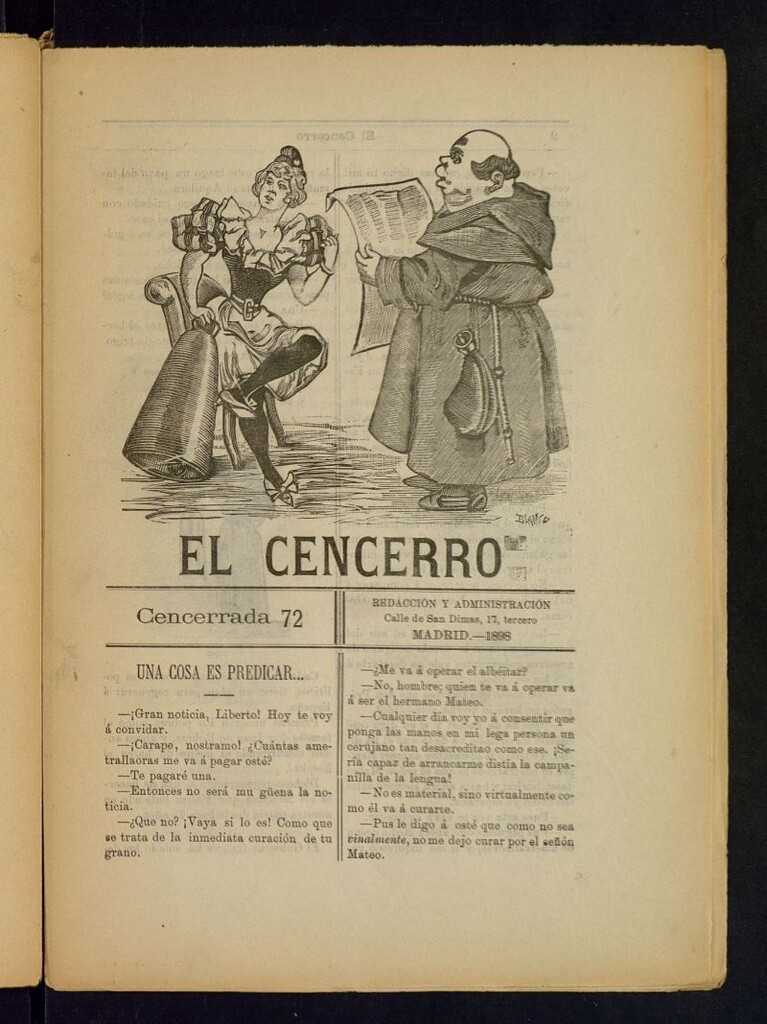 BLANCO
EL CENCERRO
Cencerrada 72
REDACCIÓN Y ADMINISTRACIÓN
Calle de San Dimas, 17, tercero
MADRID.—1898
UNA COSA ES PREDICAR...
—¡Gran noticia, Liberto! Hoy te voy
á convidar.
—¡Carape, nostramo! ¿Cuántas ame-
tralladoras me va á pagar osté?
—Te pagaré una.
—Entonces no será mu güena la no-
ticia.
—¿Que no? ¡Vaya si lo es! Como que
se trata de la inmediata curación de tu
grano.
—¿Me va á operar el albéitar?
—No, hombre; quien te va á operar va
á ser el hermano Mateo.
—Cualquier día voy yo á consentir que
ponga las manos en mi lega persona un
cerujano tan desacreditao como ese. ¡Se-
ría capaz de arrancarme distia la campa-
nilla de la lengua!
—No es material, sino virtualmente co-
mo él va á curarte.
—Pus le digo á osté que como no sea
vinalmente, no me dejo curar por el señón
Mateo.